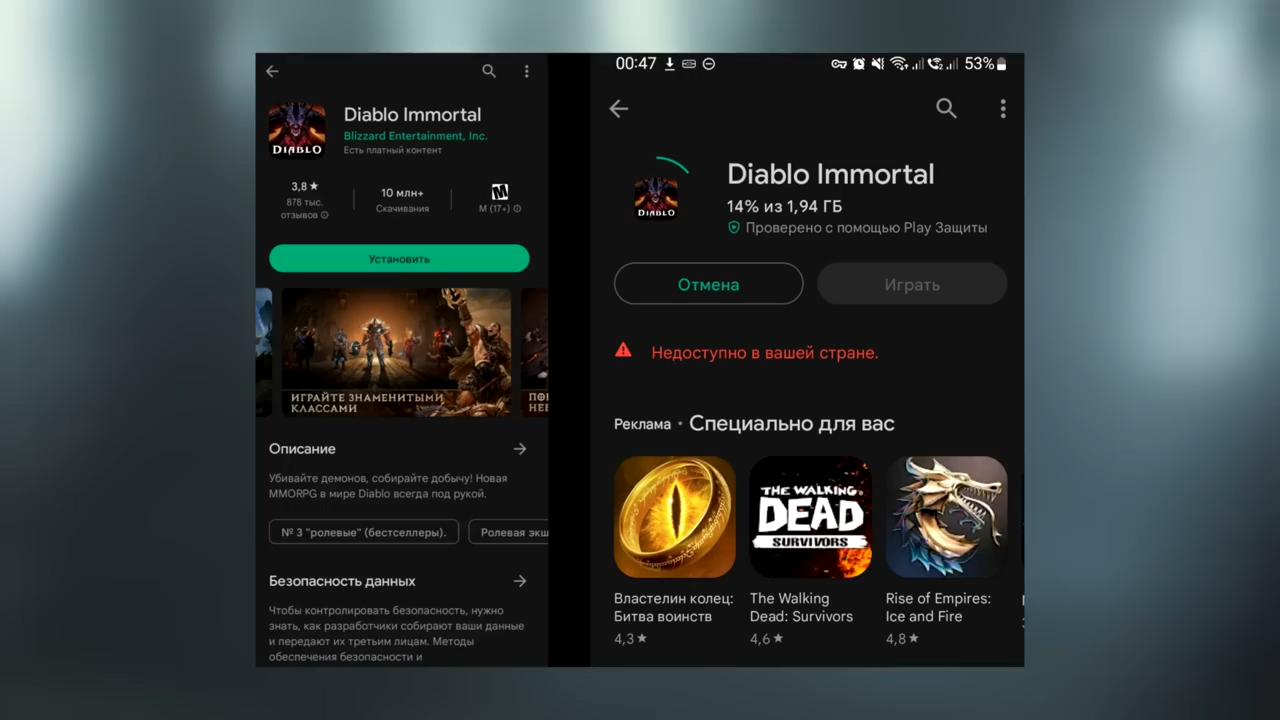 Diablo Immortal
Blizzard Entertainment, Inc.
Есть платный контент
DIABLO
3,8★
878 тыс.
отзывов
10 млн+
Скачивания
M (17+)
Установить
ИГРАЙТЕ ЗНАМЕНИТЫМИ
КЛАССАМИ
Описание
Убивайте демонов, собирайте добычу! Новая
MMORPG в мире Diablo всегда под рукой.
№ 3 "ролевые" (бестселлеры).
Ролевая
Безопасность данных
Чтобы контролировать безопасность, нужно
знать, как разработчики собирают ваши данные
и передают их третьим лицам. Методы
обеспечения безопасности и
00:47
53%
Diablo Immortal
14% из 1,94 ГБ
Проверено с помощью Play Защиты
DIABLO
Отмена
Играть
Недоступно в вашей стране.
Реклама • Специально для вас
THE WALKING
DEAD
SURVIVORS
Властелин колец:
Битва воинств
4,3★
The Walking
Dead: Survivors
4,6★
Rise of Empires:
Ice and Fire
4,8★